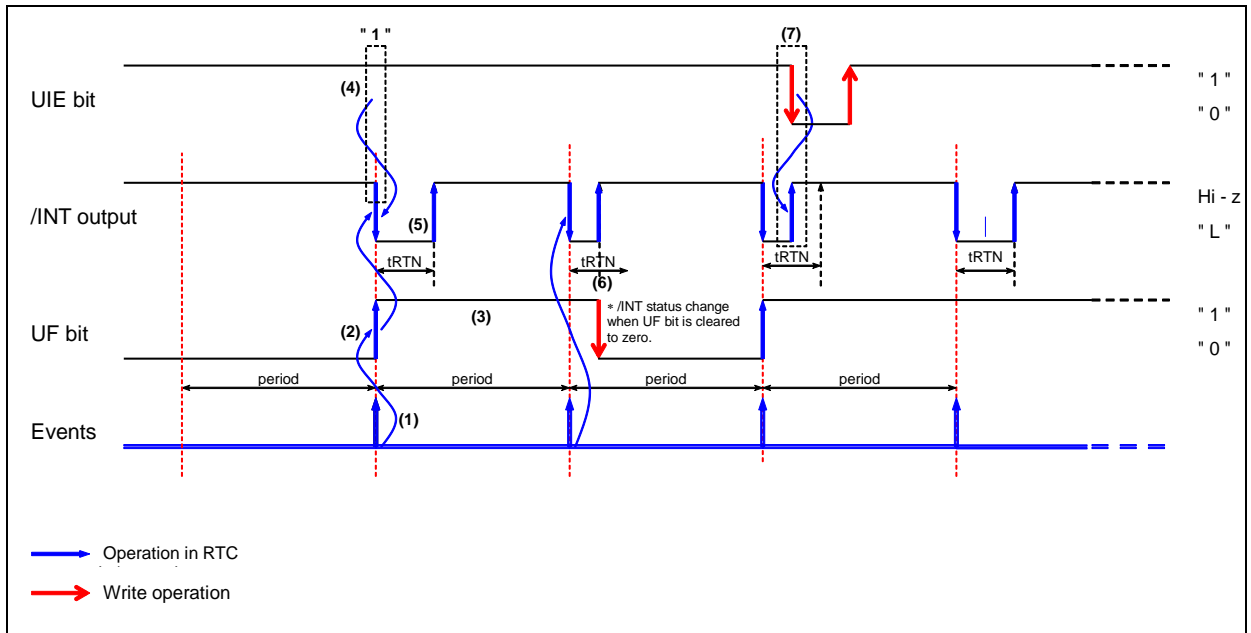 " 1 "
(7)
(4)
UIE bit
" 1 "
" 0 "
/INT output
(5)
Hi - z
" L "
tRTN
tRTN
tRTN
tRTN
(6)
(2)
(3)
* /INT status change
when UF bit is cleared
to zero.
UF bit
" 1 "
" 0 "
period
period
period
period
(1)
Events
Operation in RTC
Write operation